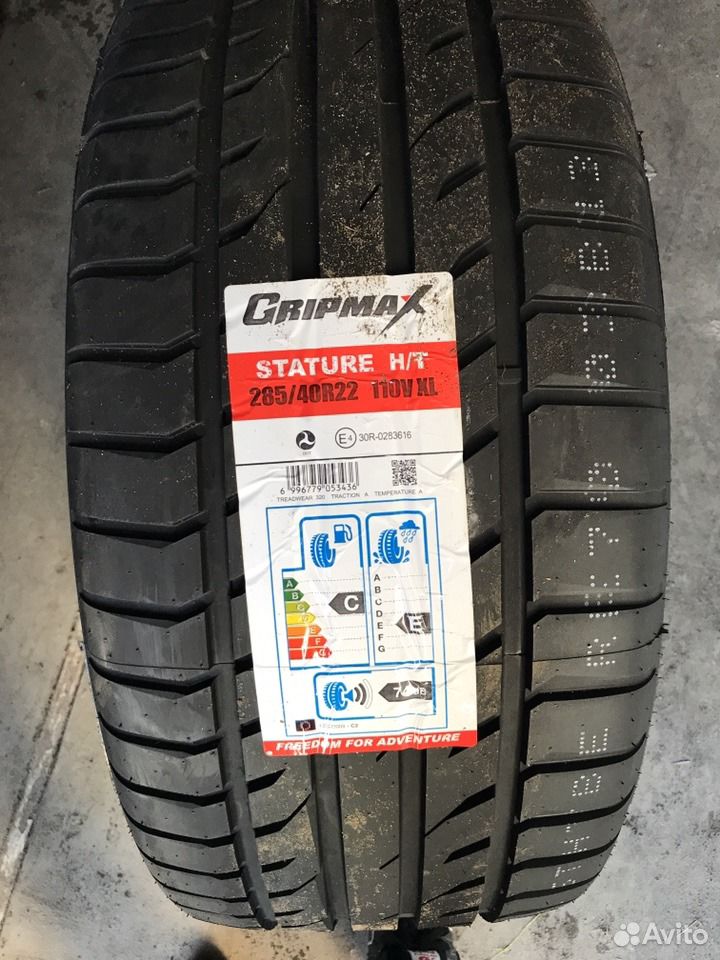 GRIPMAX
STATURE H/T
285/40R22 110V XL
E4 30R-0283616
6 996779 053436
TREADWEAR 320 TRACTION A TEMPERATURE A
A
B
C
D
E
F
G
C
A
B
C
D
E
F
G
E
FREEDOM FOR ADVENTURE
Avito